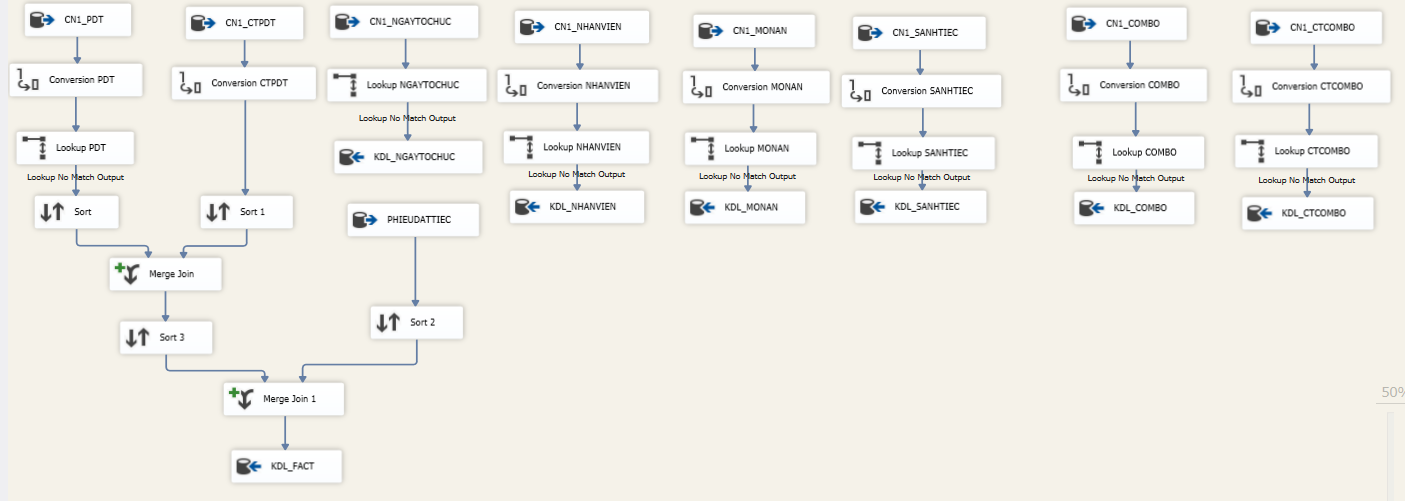 CN1_PDT
CN1_CTPDT
CN1_NGAYTOCHUC
CN1_NHANVIEN
CN1_MONAN
CN1_SANHTIEC
CN1_COMBO
CN1_CTCOMBO
Conversion PDT
Conversion CTPDT
Lookup NGAYTOCHUC
Conversion NHANVIEN
Conversion MONAN
Conversion SANHTIEC
Conversion COMBO
Conversion CTCOMBO
Lookup No Match Output
Lookup PDT
KDL_NGAYTOCHUC
Lookup NHANVIEN
Lookup MONAN
Lookup SANHTIEC
Lookup COMBO
Lookup CTCOMBO
Lookup No Match Output
Lookup No Match Output
Lookup No Match Output
Lookup No Match Output
Lookup No Match Output
Lookup No Match Output
Sort
Sort 1
PHIEUDATTIEC
KDL_NHANVIEN
KDL_MONAN
KDL_SANHTIEC
KDL_COMBO
KDL_CTCOMBO
Merge Join
Sort 3
Sort 2
Merge Join 1
50%
KDL_FACT